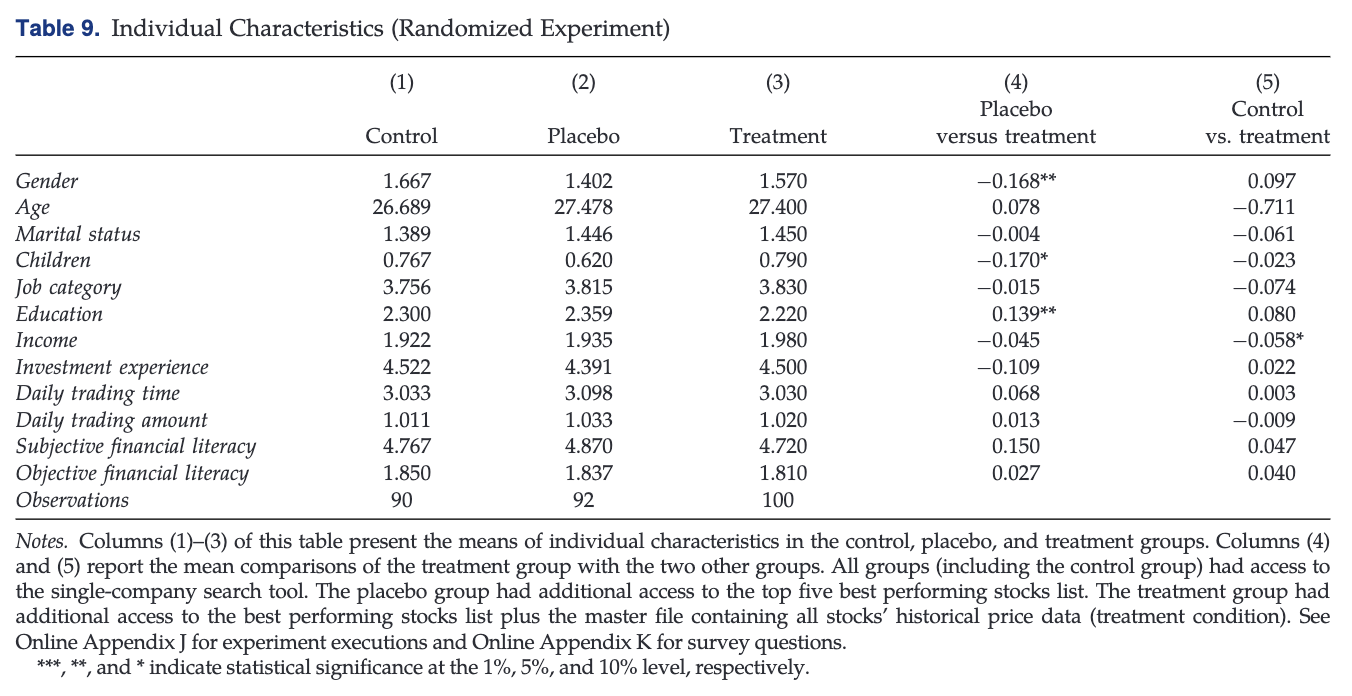 Table 9. Individual Characteristics (Randomized Experiment)
(1) (2) (3) (4) (5)
Placebo Control
Control Placebo Treatment versus treatment vs. treatment
Gender 1.667 1.402 1.570 −0.168** 0.097
Age 26.689 27.478 27.400 0.078 −0.711
Marital status 1.389 1.446 1.450 −0.004 −0.061
Children 0.767 0.620 0.790 −0.170* −0.023
Job category 3.756 3.815 3.830 −0.015 −0.074
Education 2.300 2.359 2.220 0.139** 0.080
Income 1.922 1.935 1.980 −0.045 −0.058*
Investment experience 4.522 4.391 4.500 −0.109 0.022
Daily trading time 3.033 3.098 3.030 0.068 0.003
Daily trading amount 1.011 1.033 1.020 0.013 −0.009
Subjective financial literacy 4.767 4.870 4.720 0.150 0.047
Objective financial literacy 1.850 1.837 1.810 0.027 0.040
Observations 90 92 100
Notes. Columns (1)–(3) of this table present the means of individual characteristics in the control, placebo, and treatment groups. Columns (4)
and (5) report the mean comparisons of the treatment group with the two other groups. All groups (including the control group) had access to
the single-company search tool. The placebo group had additional access to the top five best performing stocks list. The treatment group had
additional access to the best performing stocks list plus the master file containing all stocks’ historical price data (treatment condition). See
Online Appendix J for experiment executions and Online Appendix K for survey questions.
***, **, and * indicate statistical significance at the 1%, 5%, and 10% level, respectively.